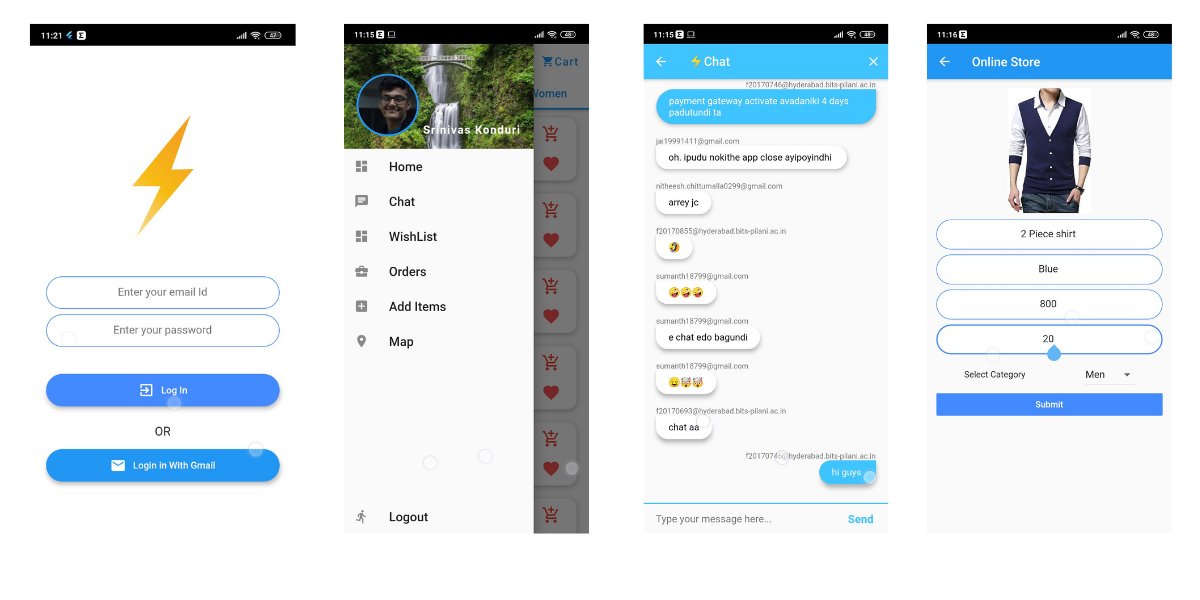 11:21
47
Enter your email Id
Enter your password
Log In
OR
Login In With Gmail
11:15
48
Cart
Women
Srinivas Konduri
Home
Chat
WishList
Orders
Add Items
Map
Logout
11:15
48
Chat
f20170746@hyderabad.bits-pilani.ac.in
payment gateway activate avadaniki 4 days
padutundi ta
jai19991411@gmail.com
oh. ipudu nokithe app close ayipoyindhi
nitheesh.chittumalla0299@gmail.com
arrey jc
f20170855@hyderabad.bits-pilani.ac.in
🤣
sumanth18799@gmail.com
🤪🤪🤪
sumanth18799@gmail.com
e chat edo bagundi
sumanth18799@gmail.com
😄🤯🤯
f20170693@hyderabad.bits-pilani.ac.in
chat aa
f20170746@hyderabad.bits-pilani.ac.in
hi guys
Type your message here...
Send
11:16
48
Online Store
2 Piece shirt
Blue
800
20
Select Category
Men
Submit